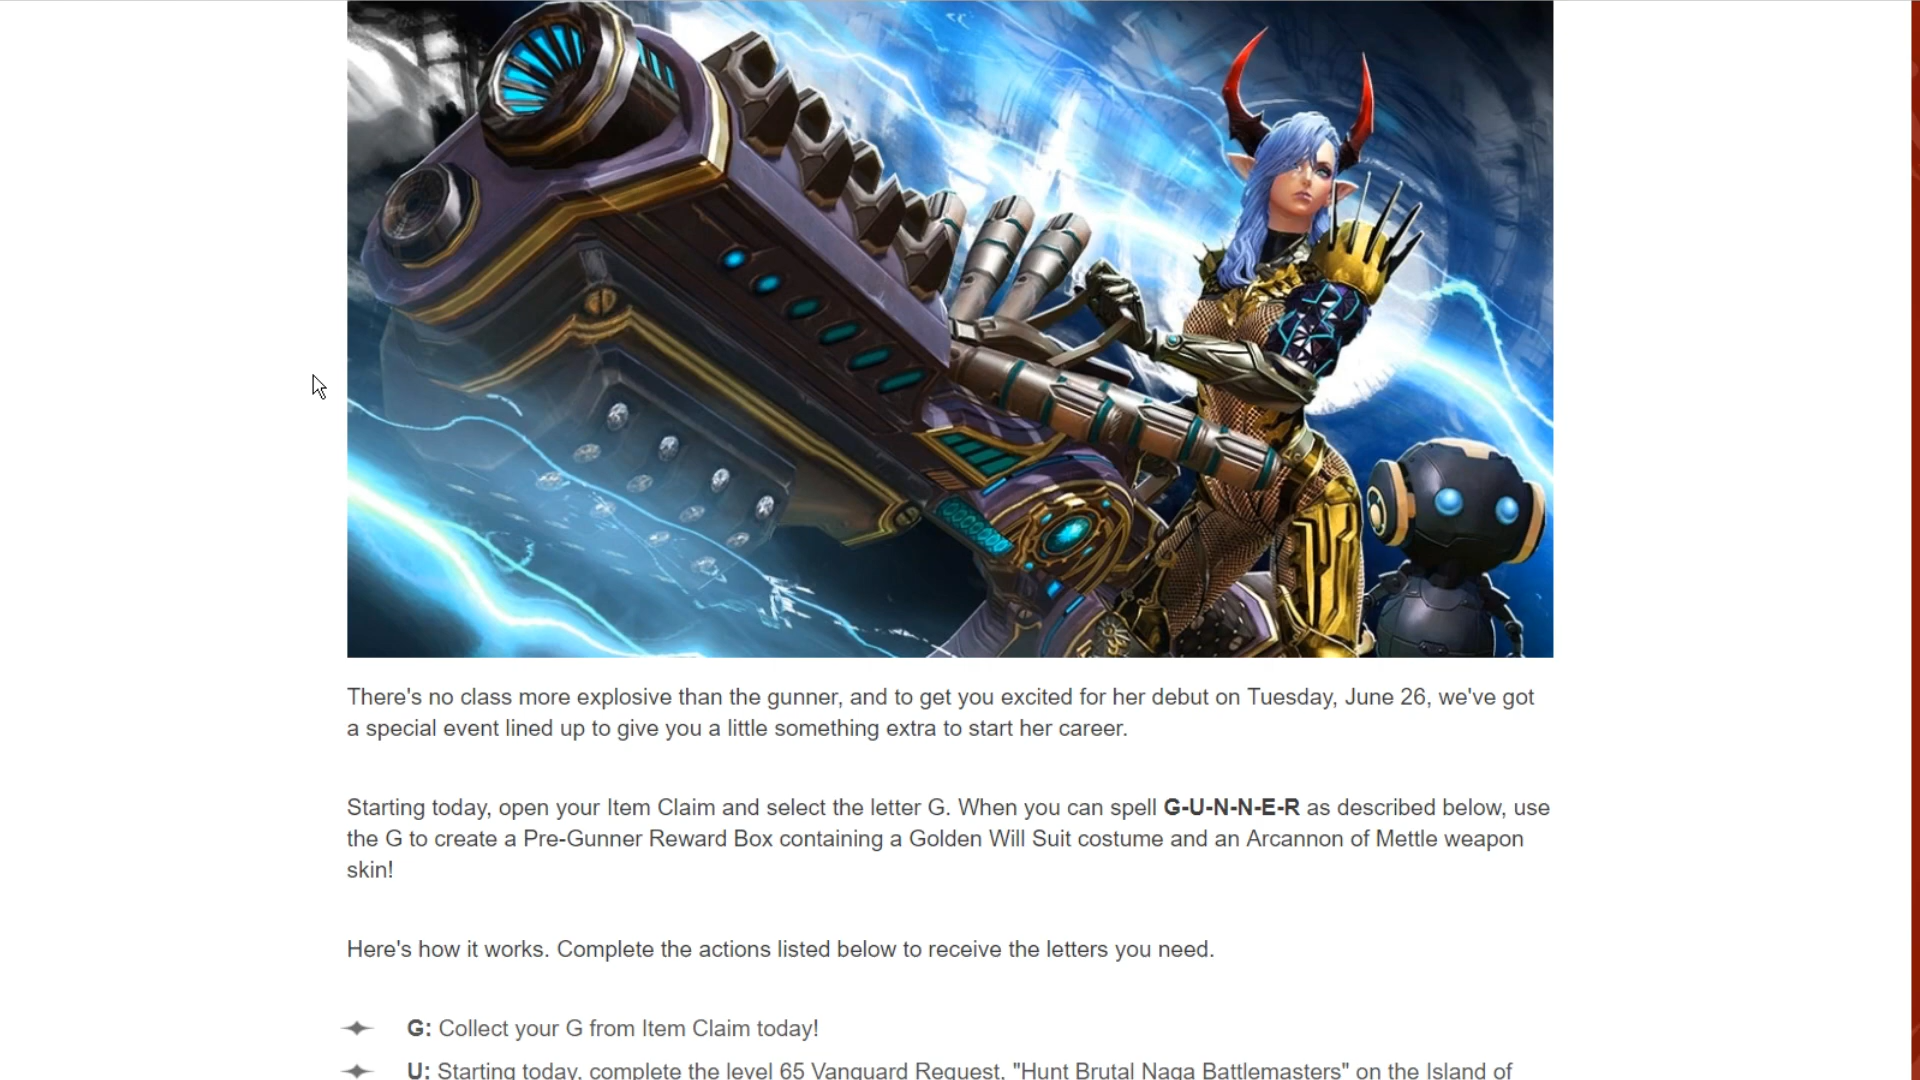 There's no class more explosive than the gunner, and to get you excited for her debut on Tuesday, June 26, we've got
a special event lined up to give you a little something extra to start her career.
Starting today, open your Item Claim and select the letter G. When you can spell G-U-N-N-E-R as described below, use
the G to create a Pre-Gunner Reward Box containing a Golden Will Suit costume and an Arcannon of Mettle weapon
skin!
Here's how it works. Complete the actions listed below to receive the letters you need.
G: Collect your G from Item Claim today!
U: Starting today, complete the level 65 Vanguard Request, "Hunt Brutal Naga Battlemasters" on the Island of